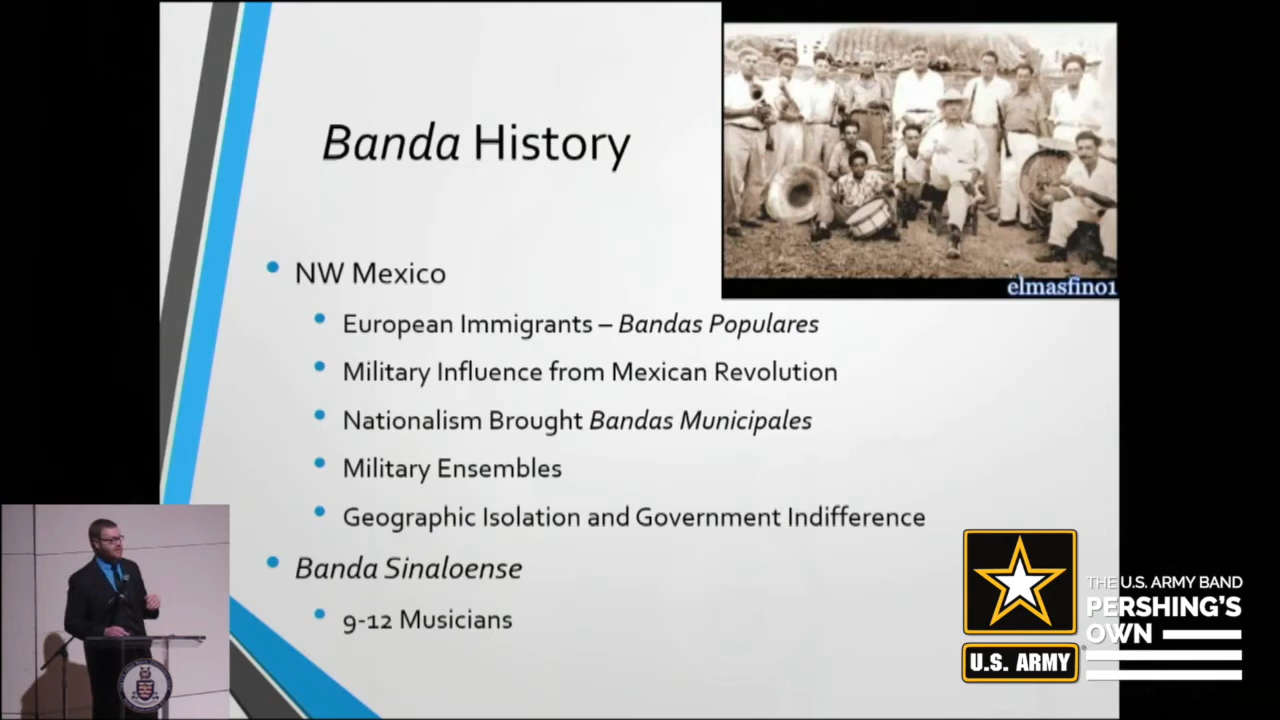 Banda History
elmasfino1
NW Mexico
European Immigrants – Bandas Populares
Military Influence from Mexican Revolution
Nationalism Brought Bandas Municipales
Military Ensembles
Geographic Isolation and Government Indifference
Banda Sinaloense
9-12 Musicians
U.S. ARMY
THE U.S. ARMY BAND
PERSHING'S
OWN